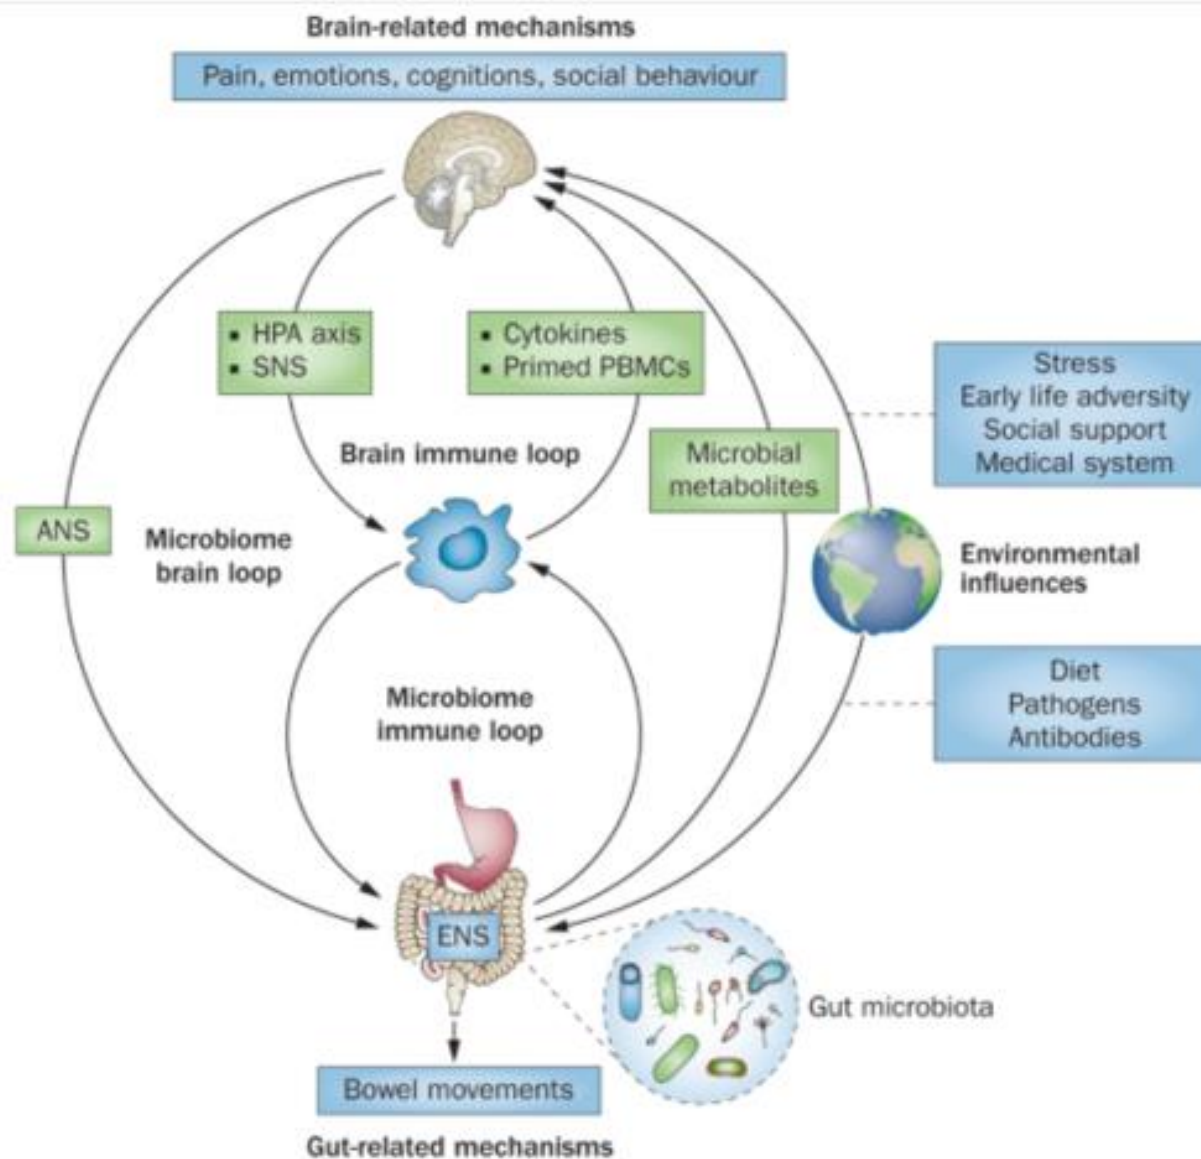 Brain-related mechanisms
Pain, emotions, cognitions, social behaviour
▪ HPA axis
▪ SNS
▪ Cytokines
▪ Primed PBMCs
Stress
Early life adversity
Social support
Medical system
Brain immune loop
Microbial
metabolites
ANS
Microbiome
brain loop
Environmental
influences
Microbiome
immune loop
Diet
Pathogens
Antibodies
ENS
Gut microbiota
Bowel movements
Gut-related mechanisms